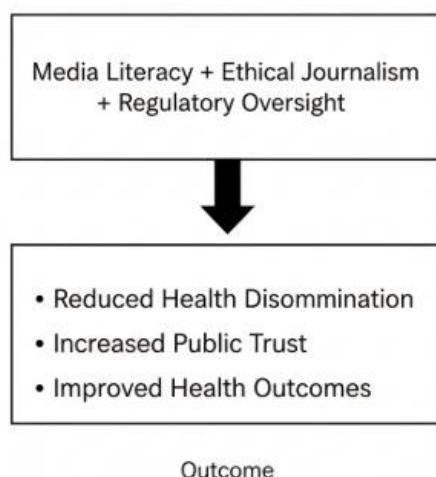 Media Literacy + Ethical Journalism
+ Regulatory Oversight
• Reduced Health Disommination
• Increased Public Trust
• Improved Health Outcomes
Outcome